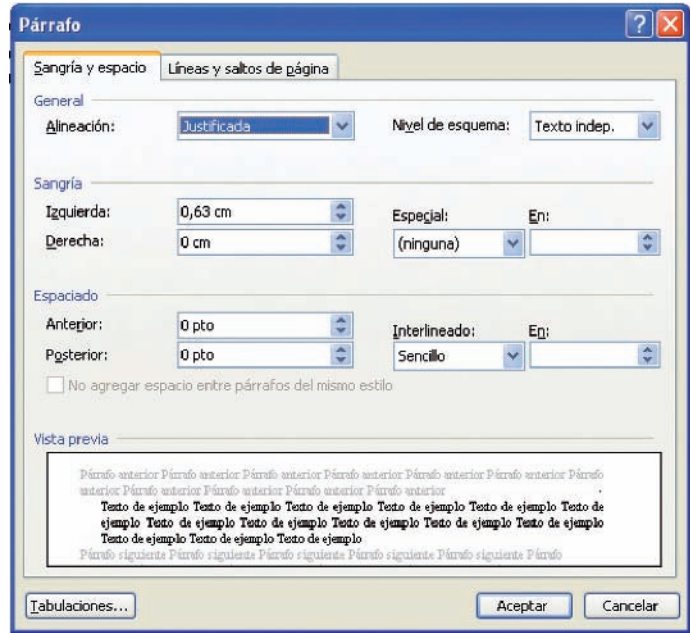 Párrafo
Sangría y espacio Líneas y saltos de página
General
Alineación: Justificada Nivel de esquema: Texto indep.
Sangría
Izquierda: 0,63 cm Especial: En:
Derecha: 0 cm (ninguna)
Espaciado
Anterior: 0 pto Interlineado: En:
Posterior: 0 pto Sencillo
No agregar espacio entre párrafos del mismo estilo
Vista previa
Párrafo anterior Párrafo anterior Párrafo anterior Párrafo anterior Párrafo anterior Párrafo anterior Párrafo
anterior Párrafo anterior Párrafo anterior Párrafo anterior Párrafo anterior
Texto de ejemplo Texto de ejemplo Texto de ejemplo Texto de ejemplo Texto de ejemplo Texto de
ejemplo Texto de ejemplo Texto de ejemplo Texto de ejemplo Texto de ejemplo Texto de ejemplo
Texto de ejemplo Texto de ejemplo Texto de ejemplo
Párrafo siguiente Párrafo siguiente Párrafo siguiente Párrafo siguiente Párrafo siguiente Párrafo
Tabulaciones... Aceptar Cancelar